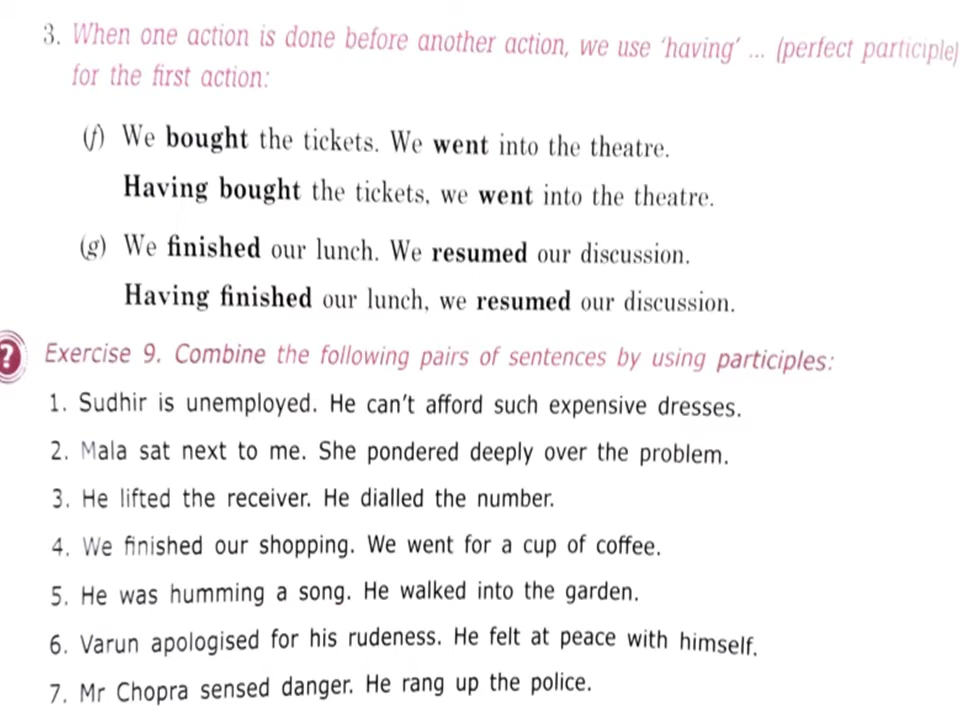 3. When one action is done before another action, we use ‘having’ ... (perfect participle)
for the first action:
(f) We bought the tickets. We went into the theatre.
Having bought the tickets, we went into the theatre.
(g) We finished our lunch. We resumed our discussion.
Having finished our lunch, we resumed our discussion.
? Exercise 9. Combine the following pairs of sentences by using participles:
1. Sudhir is unemployed. He can’t afford such expensive dresses.
2. Mala sat next to me. She pondered deeply over the problem.
3. He lifted the receiver. He dialled the number.
4. We finished our shopping. We went for a cup of coffee.
5. He was humming a song. He walked into the garden.
6. Varun apologised for his rudeness. He felt at peace with himself.
7. Mr Chopra sensed danger. He rang up the police.